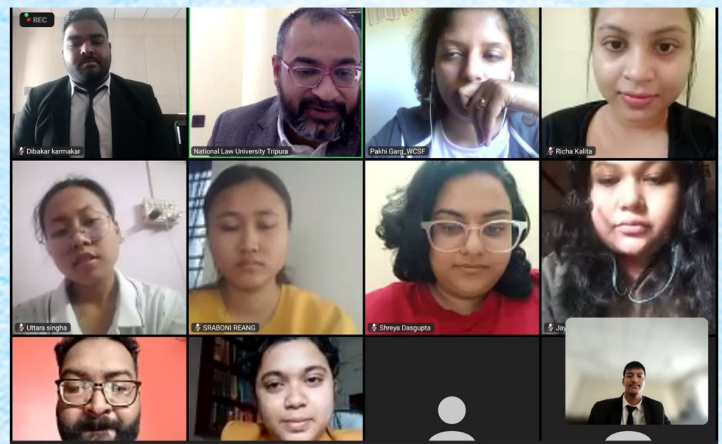 REC
Dibakar karmakar
National Law University Tripura
Pakhi Garg_WCSF
Richa Kalita
Uttara singha
SRABONI REANG
Shreya Dasgupta
Jay